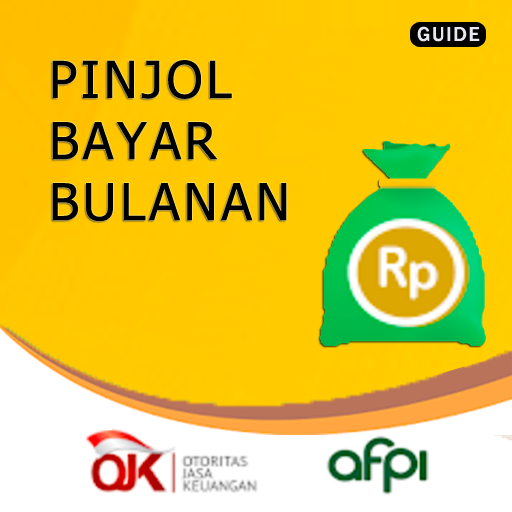 GUIDE
PINJOL
BAYAR
BULANAN
Rp
OJK
OTORITAS
JASA
KEUANGAN
afpi